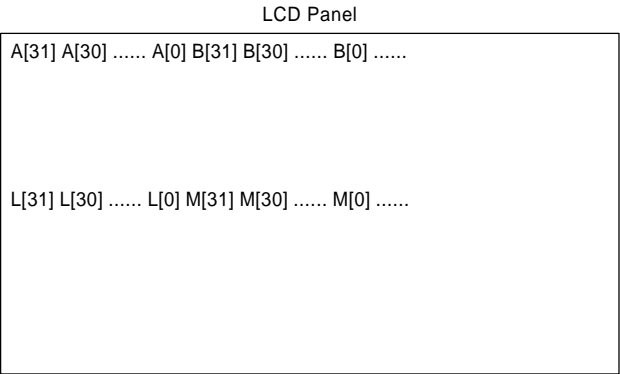 LCD Panel
A[31] A[30] ...... A[0] B[31] B[30] ...... B[0] ......
L[31] L[30] ...... L[0] M[31] M[30] ...... M[0] ......